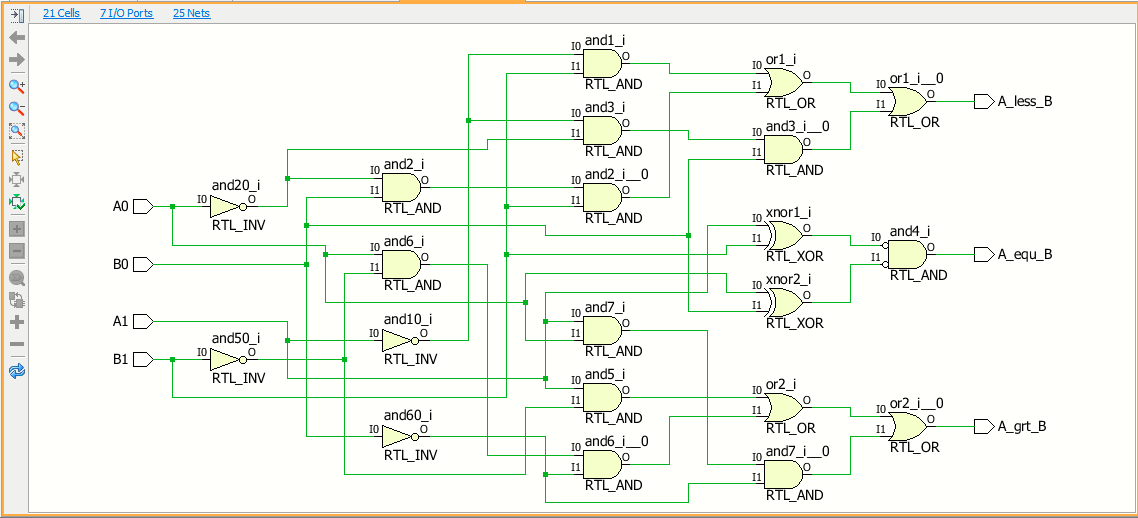 21 Cells 7 I/O Ports 25 Nets
and1_i
I0 O
I1
RTL_AND
or1_i
I0 O
I1
RTL_OR
or1_i__0
I0 O
I1
RTL_OR
A_less_B
and3_i
I0 O
I1
RTL_AND
and3_i__0
I0 O
I1
RTL_AND
and2_i
I0 O
I1
RTL_AND
and2_i__0
I0 O
I1
RTL_AND
and20_i
A0 I0 O
RTL_INV
xnor1_i
I0 O
I1
RTL_XOR
and4_i
I0 O
I1
RTL_AND
A_equ_B
and6_i
I0 O
I1
RTL_AND
B0
xnor2_i
I0 O
I1
RTL_XOR
A1
and10_i
I0 O
RTL_INV
and7_i
I0 O
I1
RTL_AND
and50_i
B1 I0 O
RTL_INV
and5_i
I0 O
I1
RTL_AND
or2_i
I0 O
I1
RTL_OR
or2_i__0
I0 O
I1
RTL_OR
A_grt_B
and60_i
I0 O
RTL_INV
and6_i__0
I0 O
I1
RTL_AND
and7_i__0
I0 O
I1
RTL_AND